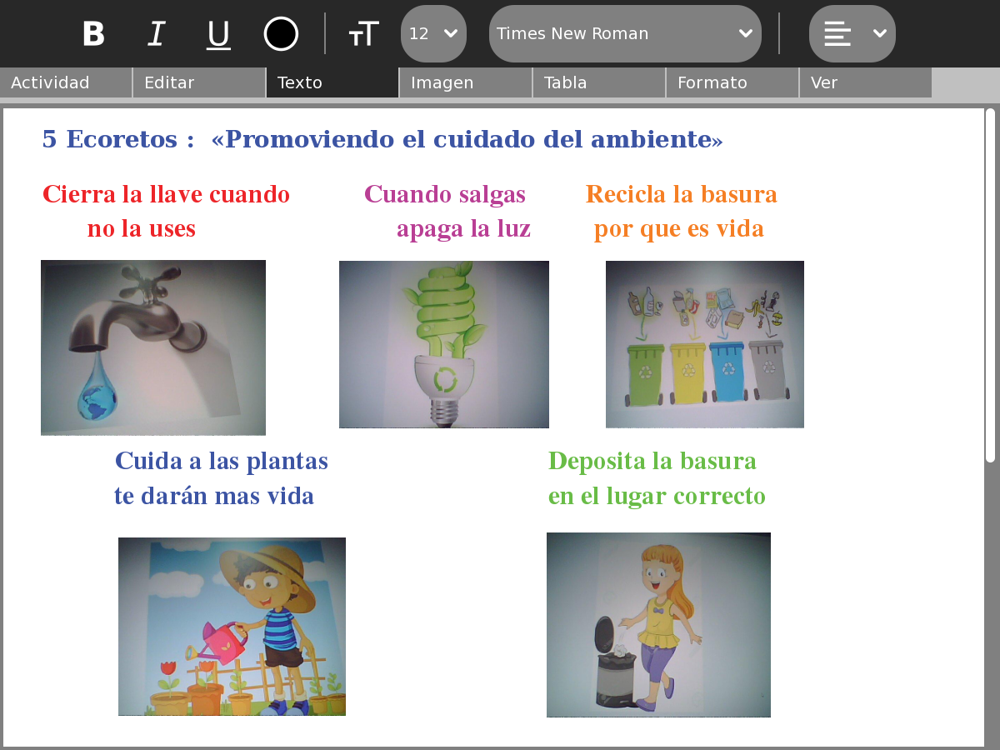 B I U TT 12 Times New Roman
Actividad Editar Texto Imagen Tabla Formato Ver
5 Ecoretos : «Promoviendo el cuidado del ambiente»
Cierra la llave cuando
no la uses
Cuando salgas
apaga la luz
Recicla la basura
por que es vida
Cuida a las plantas
te darán mas vida
Deposita la basura
en el lugar correcto